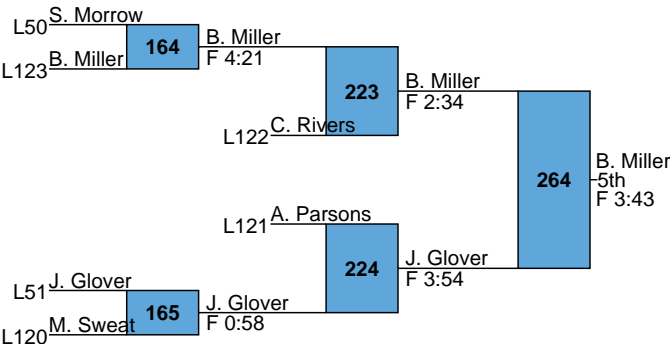 S. Morrow
L50
164
B. Miller
L123
B. Miller
F 4:21
223
C. Rivers
L122
B. Miller
F 2:34
264
B. Miller
5th
F 3:43
A. Parsons
L121
224
J. Glover
F 3:54
J. Glover
L51
165
M. Sweat
L120
J. Glover
F 0:58